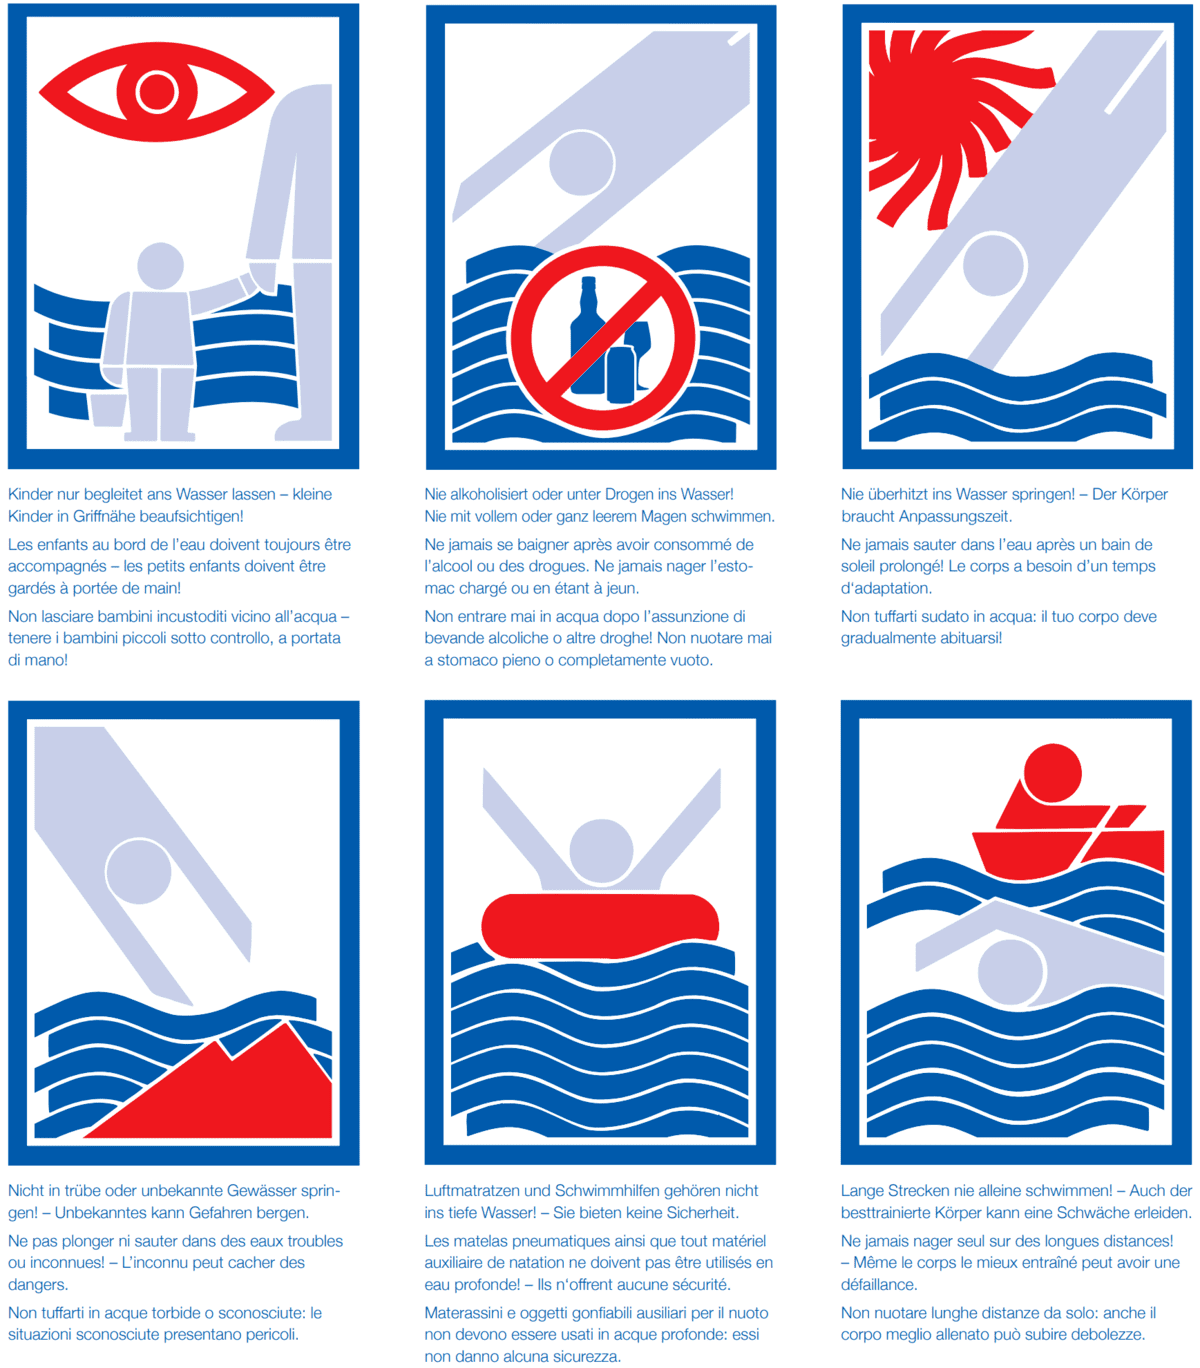 Kinder nur begleitet ans Wasser lassen – kleine
Kinder in Griffnähe beaufsichtigen!
Les enfants au bord de l'eau doivent toujours être
accompagnés – les petits enfants doivent être
gardés à portée de main!
Non lasciare bambini incustoditi vicino all'acqua –
tenere i bambini piccoli sotto controllo, a portata
di mano!
Nie alkoholisiert oder unter Drogen ins Wasser!
Nie mit vollem oder ganz leerem Magen schwimmen.
Ne jamais se baigner après avoir consommé de
l'alcool ou des drogues. Ne jamais nager l'esto-
mac chargé ou en étant à jeun.
Non entrare mai in acqua dopo l'assunzione di
bevande alcoliche o altre droghe! Non nuotare mai
a stomaco pieno o completamente vuoto.
Nie überhitzt ins Wasser springen! – Der Körper
braucht Anpassungszeit.
Ne jamais sauter dans l'eau après un bain de
soleil prolongé! Le corps a besoin d'un temps
d'adaptation.
Non tuffarti sudato in acqua: il tuo corpo deve
gradualmente abituarsi!
Nicht in trübe oder unbekannte Gewässer sprin-
gen! – Unbekanntes kann Gefahren bergen.
Ne pas plonger ni sauter dans des eaux troubles
ou inconnues! – L'inconnu peut cacher des
dangers.
Non tuffarti in acque torbide o sconosciute: le
situazioni sconosciute presentano pericoli.
Luftmatratzen und Schwimmhilfen gehören nicht
ins tiefe Wasser! – Sie bieten keine Sicherheit.
Les matelas pneumatiques ainsi que tout matériel
auxiliaire de natation ne doivent pas être utilisés en
eau profonde! – Ils n'offrent aucune sécurité.
Materassini e oggetti gonfiabili ausiliari per il nuoto
non devono essere usati in acque profonde: essi
non danno alcuna sicurezza.
Lange Strecken nie alleine schwimmen! – Auch der
besttrainierte Körper kann eine Schwäche erleiden.
Ne jamais nager seul sur des longues distances!
– Même le corps le mieux entraîné peut avoir une
défaillance.
Non nuotare lunghe distanze da solo: anche il
corpo meglio allenato può subire debolezze.